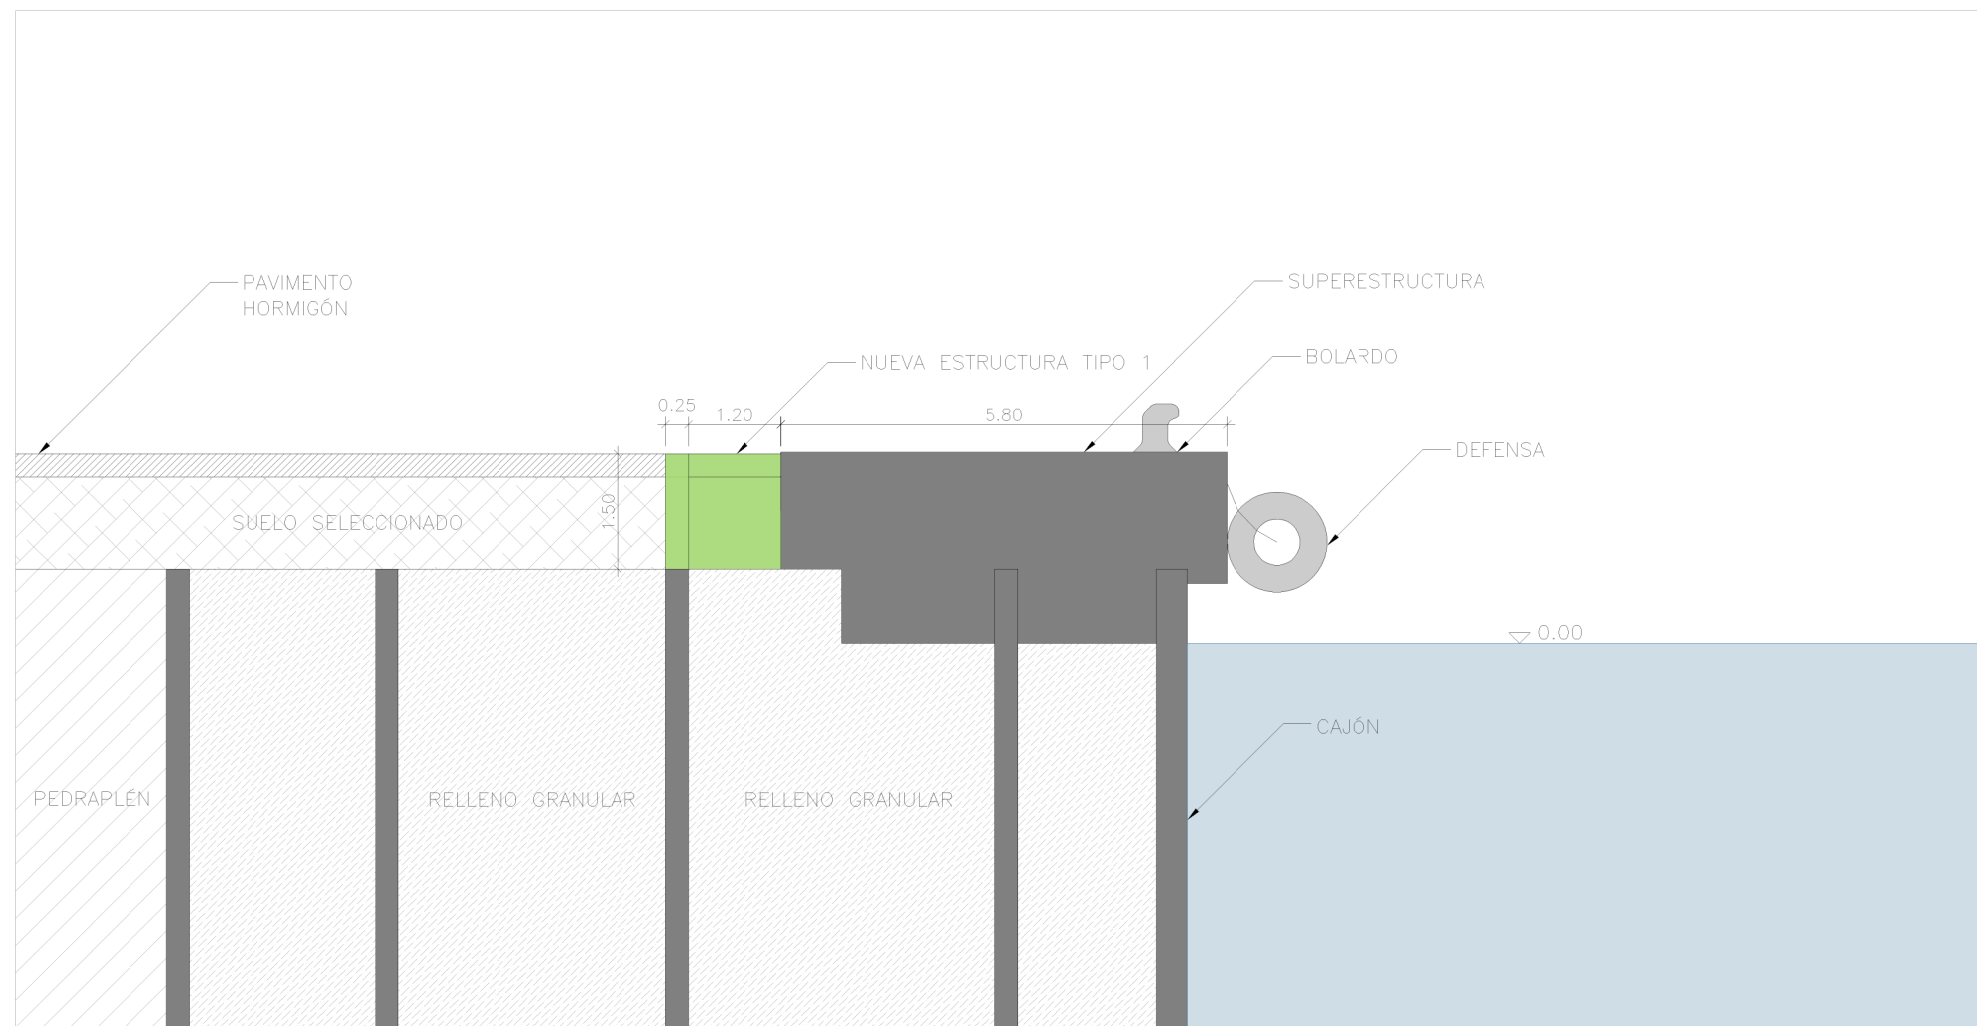 PAVIMENTO
HORMIGÓN
SUPERESTRUCTURA
NUEVA ESTRUCTURA TIPO 1
BOLARDO
0.25
1.20
5.80
DEFENSA
1.50
SUELO SELECCIONADO
0.00
CAJÓN
PEDRAPLÉN
RELLENO GRANULAR
RELLENO GRANULAR